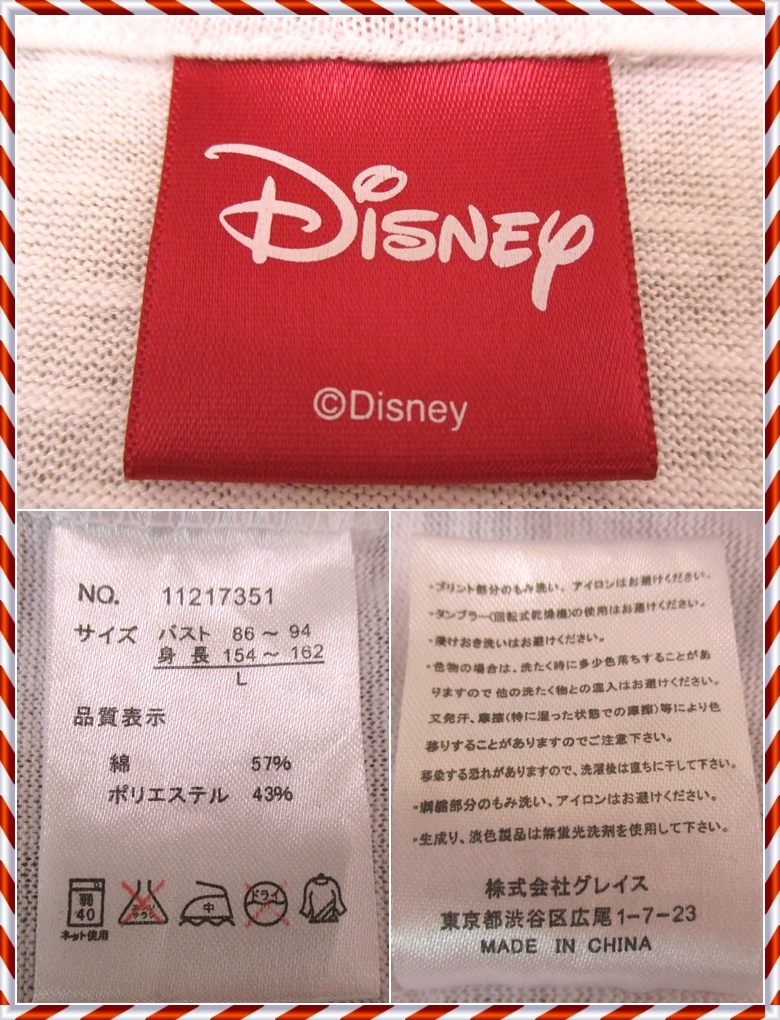 Disney
©Disney
NO. 11217351
サイズ バスト 86～94
身長 154～162
L
品質表示
綿 57%
ポリエステル 43%
弱
40
ネット使用
エンソ
サラシ
中
ドライ
・プリント部分のもみ洗い、アイロンはお避けください。
・タンブラー(回転式乾燥機)の使用はお避けください。
・浸けおき洗いはお避けください。
・色物の場合は、洗たく時に多少色落ちすることがあ
りますので他の洗たく物との混入はお避けください。
又発汗、摩擦(特に湿った状態での摩擦)等により色
移りすることがありますのでご注意下さい。
移染する恐れがありますので、洗濯後は直ちに干して下さい。
・刺繍部分のもみ洗い、アイロンはお避けください。
・生成り、淡色製品は無蛍光洗剤を使用して下さい。
株式会社グレイス
東京都渋谷区広尾1-7-23
MADE IN CHINA